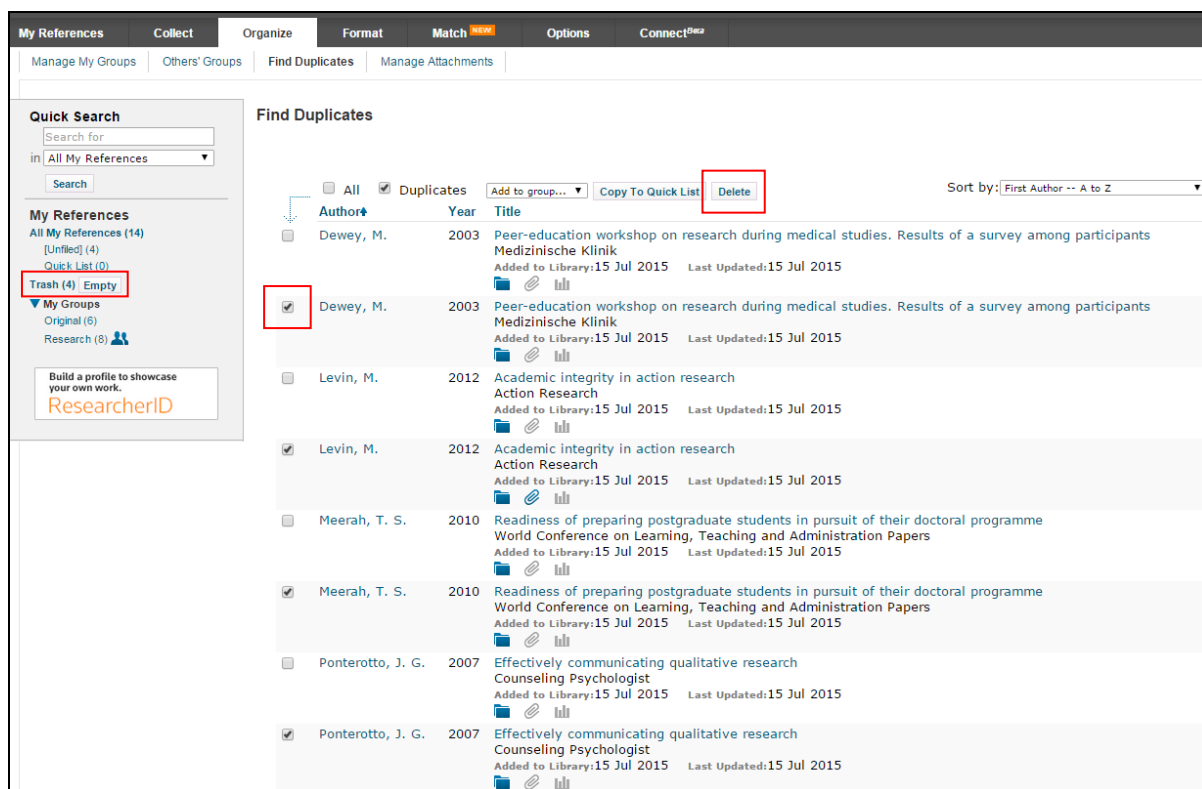 My References Collect Organize Format Match NEW Options Connect Beta
Manage My Groups Others' Groups Find Duplicates Manage Attachments
Quick Search
Search for
in All My References
Search
My References
All My References (14)
[Unfiled] (4)
Quick List (0)
Trash (4) Empty
My Groups
Original (6)
Research (8)
Build a profile to showcase
your own work.
ResearcherID
Find Duplicates
All Duplicates Add to group... Copy To Quick List Delete Sort by: First Author -- A to Z
Author Year Title
Dewey, M. 2003 Peer-education workshop on research during medical studies. Results of a survey among participants
Medizinische Klinik
Added to Library:15 Jul 2015 Last Updated:15 Jul 2015
Dewey, M. 2003 Peer-education workshop on research during medical studies. Results of a survey among participants
Medizinische Klinik
Added to Library:15 Jul 2015 Last Updated:15 Jul 2015
Levin, M. 2012 Academic integrity in action research
Action Research
Added to Library:15 Jul 2015 Last Updated:15 Jul 2015
Levin, M. 2012 Academic integrity in action research
Action Research
Added to Library:15 Jul 2015 Last Updated:15 Jul 2015
Meerah, T. S. 2010 Readiness of preparing postgraduate students in pursuit of their doctoral programme
World Conference on Learning, Teaching and Administration Papers
Added to Library:15 Jul 2015 Last Updated:15 Jul 2015
Meerah, T. S. 2010 Readiness of preparing postgraduate students in pursuit of their doctoral programme
World Conference on Learning, Teaching and Administration Papers
Added to Library:15 Jul 2015 Last Updated:15 Jul 2015
Ponterotto, J. G. 2007 Effectively communicating qualitative research
Counseling Psychologist
Added to Library:15 Jul 2015 Last Updated:15 Jul 2015
Ponterotto, J. G. 2007 Effectively communicating qualitative research
Counseling Psychologist
Added to Library:15 Jul 2015 Last Updated:15 Jul 2015